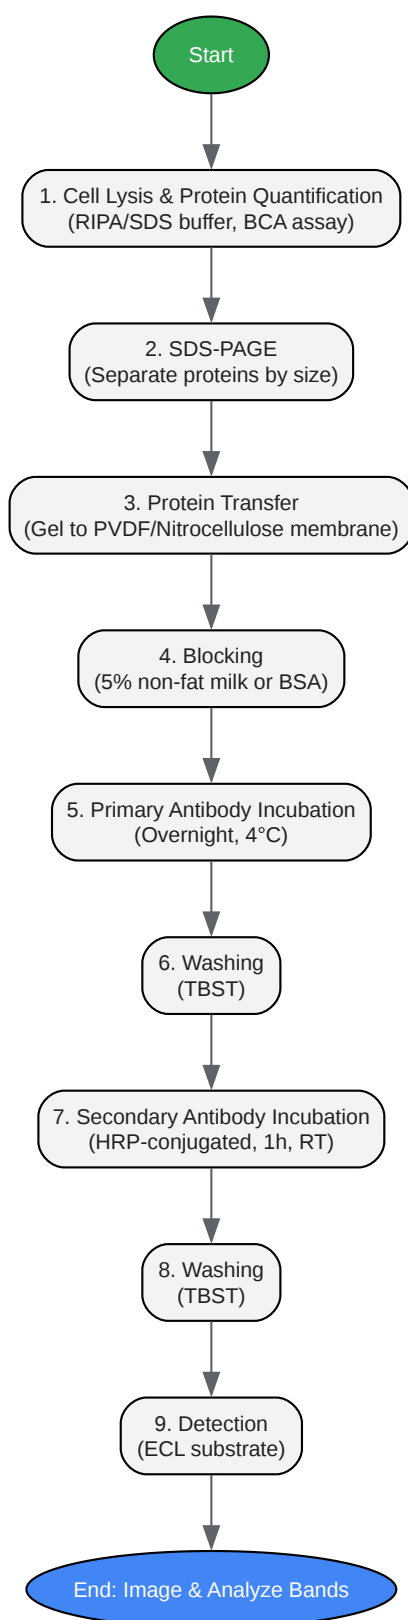 Start
1. Cell Lysis & Protein Quantification
(RIPA/SDS buffer, BCA assay)
2. SDS-PAGE
(Separate proteins by size)
3. Protein Transfer
(Gel to PVDF/Nitrocellulose membrane)
4. Blocking
(5% non-fat milk or BSA)
5. Primary Antibody Incubation
(Overnight, 4°C)
6. Washing
(TBST)
7. Secondary Antibody Incubation
(HRP-conjugated, 1h, RT)
8. Washing
(TBST)
9. Detection
(ECL substrate)
End: Image & Analyze Bands